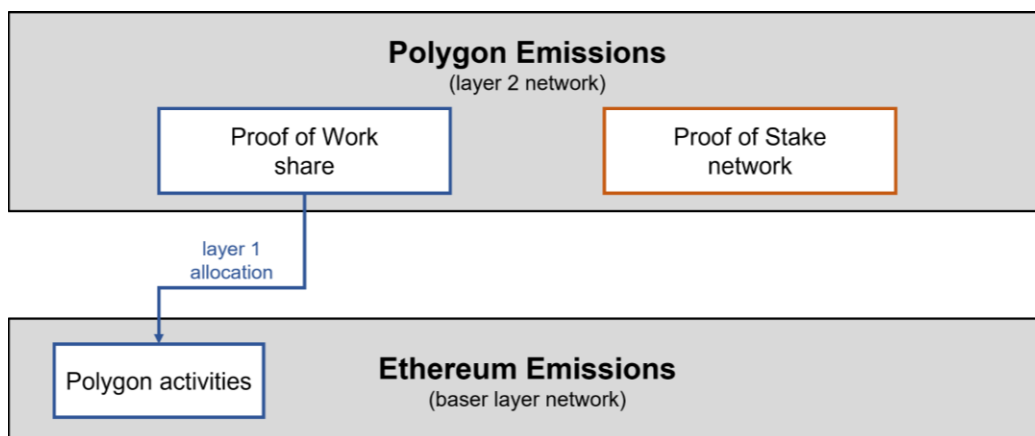 Polygon Emissions
(layer 2 network)
Proof of Work
share
Proof of Stake
network
layer 1
allocation
Polygon activities
Ethereum Emissions
(baser layer network)